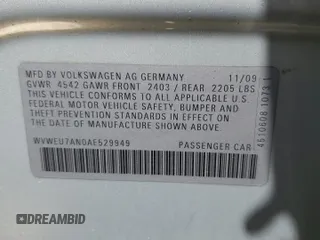 MFD BY VOLKSWAGEN AG GERMANY 11/09
GVWR 4542 GAWR FRONT 2403 / REAR 2205 LBS
THIS VEHICLE CONFORMS TO ALL APPLICABLE U.S.
FEDERAL MOTOR VEHICLE SAFETY, BUMPER AND
THEFT PREVENTION STANDARDS IN EFFECT ON THE
DATE OF MANUFACTURE SHOWN ABOVE.
WVWEU7AN0AE529949 PASSENGER CAR
4510608 1073 L
DREAMBID